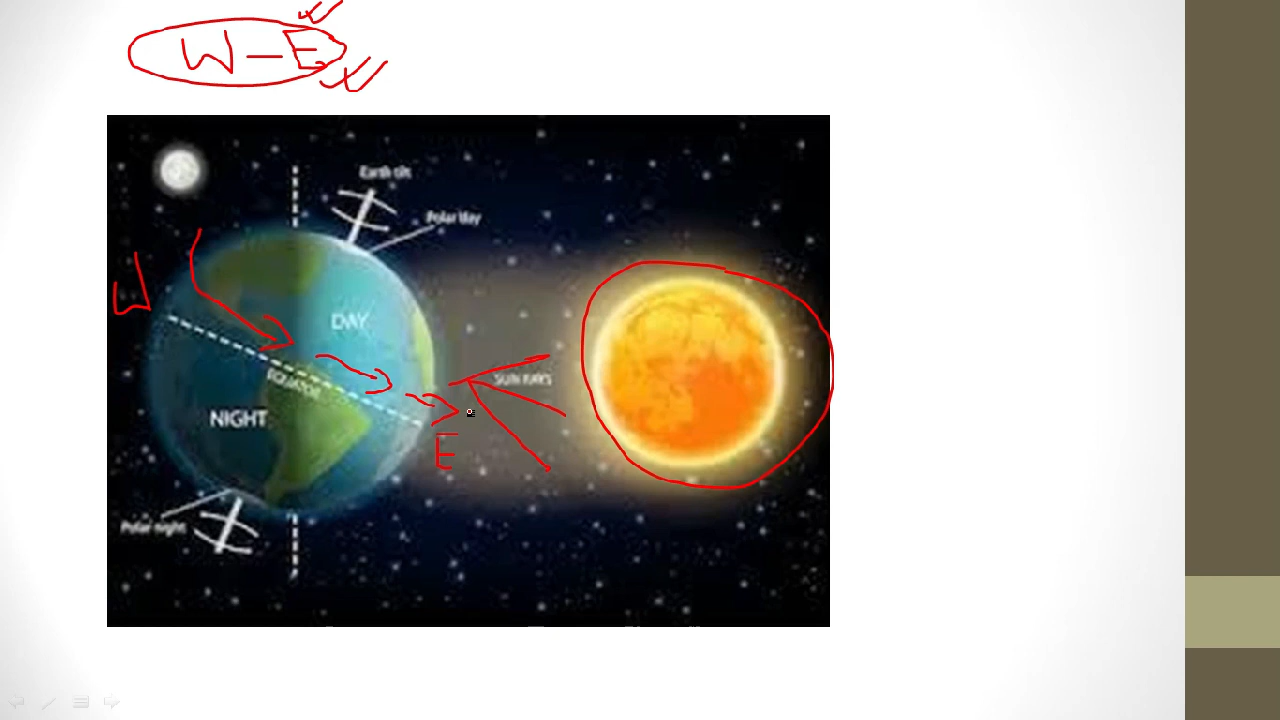 W-E
Earth tilt
Polar day
W
DAY
EQUATOR
SUN RAYS
NIGHT
E
Polar night